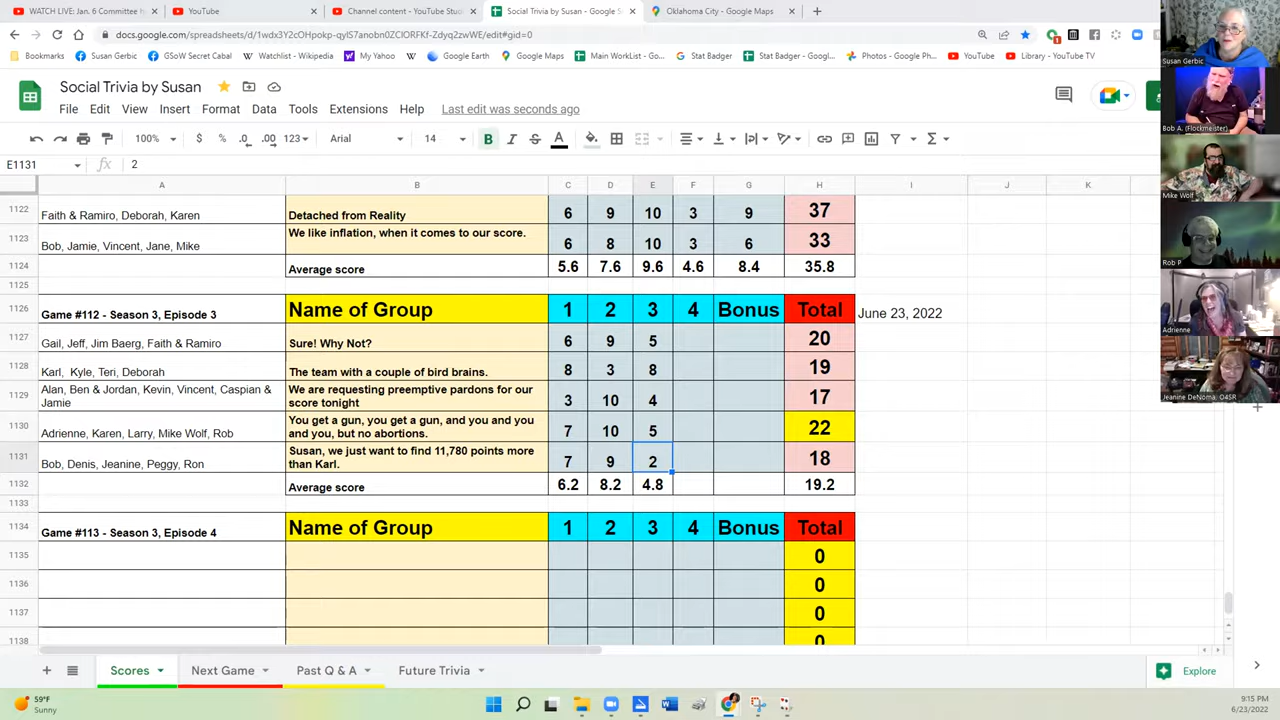 WATCH LIVE: Jan. 6 Committee h
YouTube
Channel content - YouTube Stud
Social Trivia by Susan - Google S
Oklahoma City - Google Maps
docs.google.com/spreadsheets/d/1wdx3Y2cOHpokp-qyIS7anobn0ZClORFKf-Zdyq2zwWE/edit#gid=0
Bookmarks
Susan Gerbic
GSoW Secret Cabal
Watchlist - Wikipedia
My Yahoo
Google Earth
Google Maps
Main WorkList - Go...
Stat Badger
Stat Badger - Googl...
Photos - Google Ph...
YouTube
Library - YouTube TV
Social Trivia by Susan
File Edit View Insert Format Data Tools Extensions Last edit was seconds ago
100% $ % .0 .00 123 Arial 14 B S A
E1131 fx 2
A B C D E F G H I J K
1122 Faith & Ramiro, Deborah, Karen Detached from Reality 6 9 10 3 9 37
1123 Bob, Jamie, Vincent, Jane, Mike We like inflation, when it comes to our score. 6 8 10 3 6 33
1124 Average score 5.6 7.6 9.6 4.6 8.4 35.8
1125
1126 Game #112 - Season 3, Episode 3 Name of Group 1 2 3 4 Bonus Total June 23, 2022
1127 Gail, Jeff, Jim Baerg, Faith & Ramiro Sure! Why Not? 6 9 5 20
1128 Karl, Kyle, Teri, Deborah The team with a couple of bird brains. 8 3 8 19
1129 Alan, Ben & Jordan, Kevin, Vincent, Caspian &
Jamie We are requesting preemptive pardons for our
score tonight 3 10 4 17
1130 Adrienne, Karen, Larry, Mike Wolf, Rob You get a gun, you get a gun, and you and you
and you, but no abortions. 7 10 5 22
1131 Bob, Denis, Jeanine, Peggy, Ron Susan, we just want to find 11,780 points more
than Karl. 7 9 2 18
1132 Average score 6.2 8.2 4.8 19.2
1133
1134 Game #113 - Season 3, Episode 4 Name of Group 1 2 3 4 Bonus Total
1135 0
1136 0
1137 0
1138 0
Scores Next Game Past Q & A Future Trivia Explore
Susan Gerbic
Bob A. (Flockmeister)
Mike Wolf
Rob P
Adrienne
Jeanine DeNoma: O4SR
59°F
Sunny
9:15 PM
6/23/2022